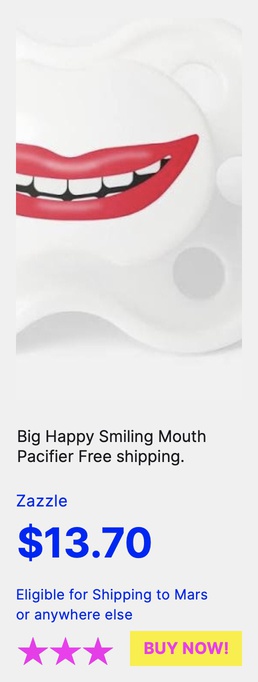 Big Happy Smiling Mouth
Pacifier Free shipping.
Zazzle
$13.70
Eligible for Shipping to Mars
or anywhere else
BUY NOW!